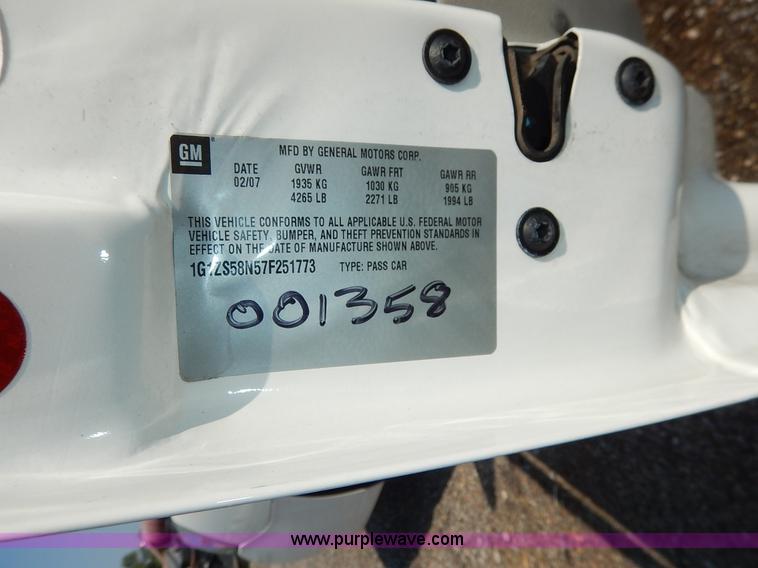 GM
MFD BY GENERAL MOTORS CORP.
DATE GVWR GAWR FRT GAWR RR
02/07 1935 KG 1030 KG 905 KG
4265 LB 2271 LB 1994 LB
THIS VEHICLE CONFORMS TO ALL APPLICABLE U.S. FEDERAL MOTOR
VEHICLE SAFETY, BUMPER, AND THEFT PREVENTION STANDARDS IN
EFFECT ON THE DATE OF MANUFACTURE SHOWN ABOVE.
1G1ZS58N57F251773 TYPE: PASS CAR
001358
www.purplewave.com